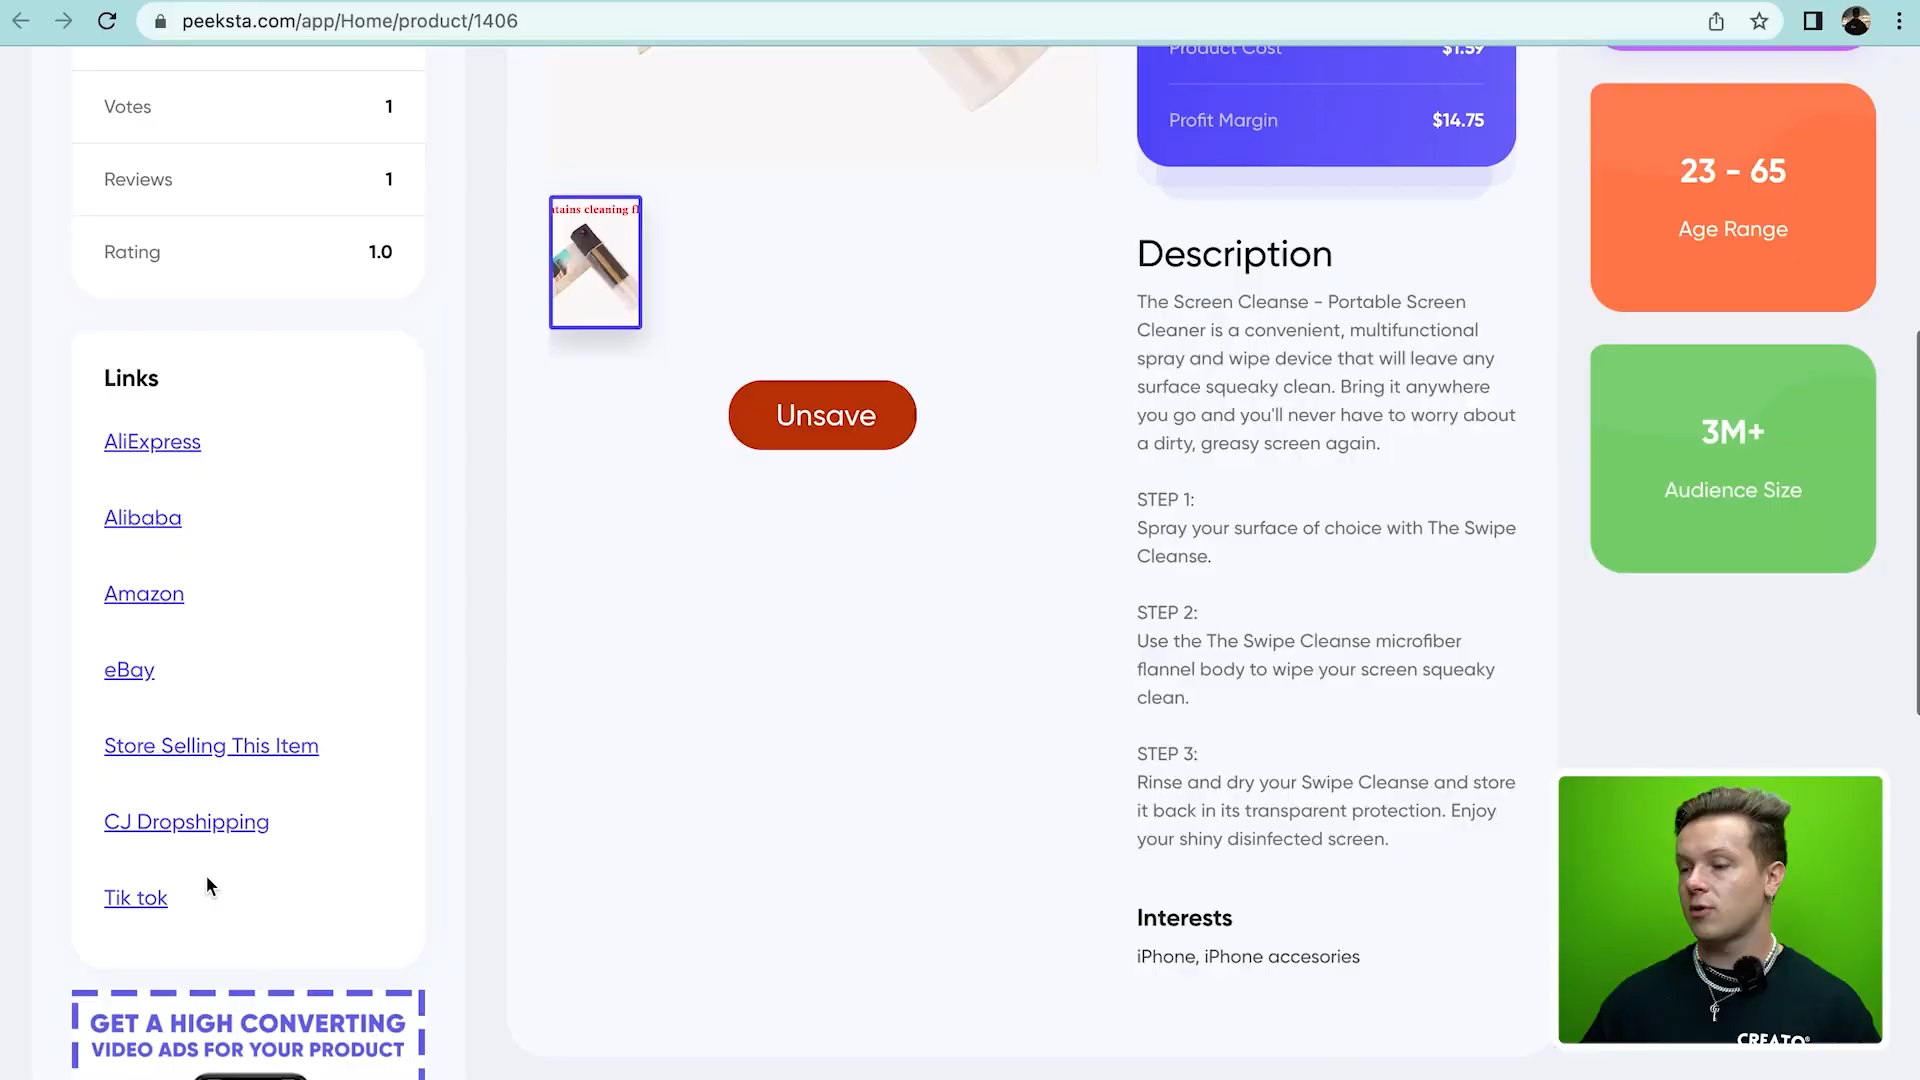 peeksta.com/app/Home/product/1406
Votes 1
Reviews 1
Rating 1.0
Links
AliExpress
Alibaba
Amazon
eBay
Store Selling This Item
CJ Dropshipping
Tik tok
GET A HIGH CONVERTING
VIDEO ADS FOR YOUR PRODUCT
tains cleaning fl
Unsave
Product Cost $1.59
Profit Margin $14.75
Description
The Screen Cleanse - Portable Screen
Cleaner is a convenient, multifunctional
spray and wipe device that will leave any
surface squeaky clean. Bring it anywhere
you go and you'll never have to worry about
a dirty, greasy screen again.
STEP 1:
Spray your surface of choice with The Swipe
Cleanse.
STEP 2:
Use the The Swipe Cleanse microfiber
flannel body to wipe your screen squeaky
clean.
STEP 3:
Rinse and dry your Swipe Cleanse and store
it back in its transparent protection. Enjoy
your shiny disinfected screen.
Interests
iPhone, iPhone accesories
23 - 65
Age Range
3M+
Audience Size
CREATO